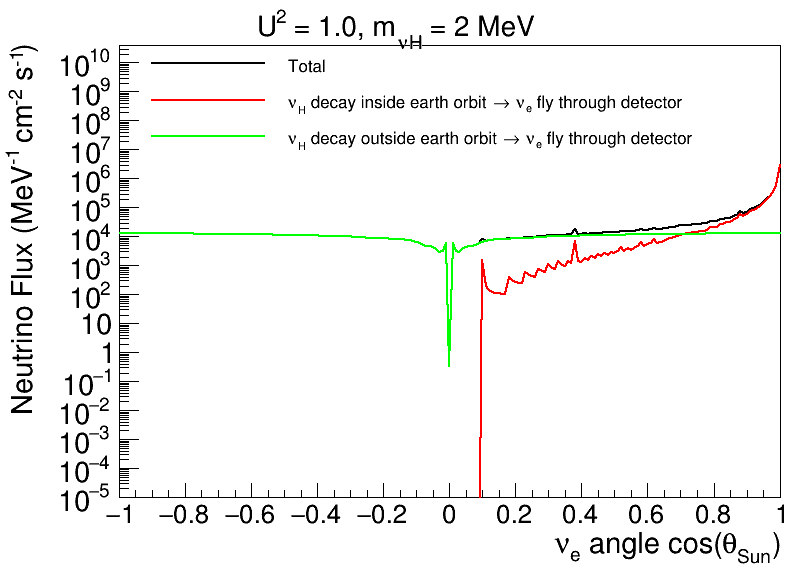 U² = 1.0, m_νH = 2 MeV
Total
ν_H decay inside earth orbit → ν_e fly through detector
ν_H decay outside earth orbit → ν_e fly through detector
Neutrino Flux (MeV⁻¹ cm⁻² s⁻¹)
10¹⁰
10⁹
10⁸
10⁷
10⁶
10⁵
10⁴
10³
10²
10
1
10⁻¹
10⁻²
10⁻³
10⁻⁴
10⁻⁵
−1 −0.8 −0.6 −0.4 −0.2 0 0.2 0.4 0.6 0.8 1
ν_e angle cos(θ_Sun)